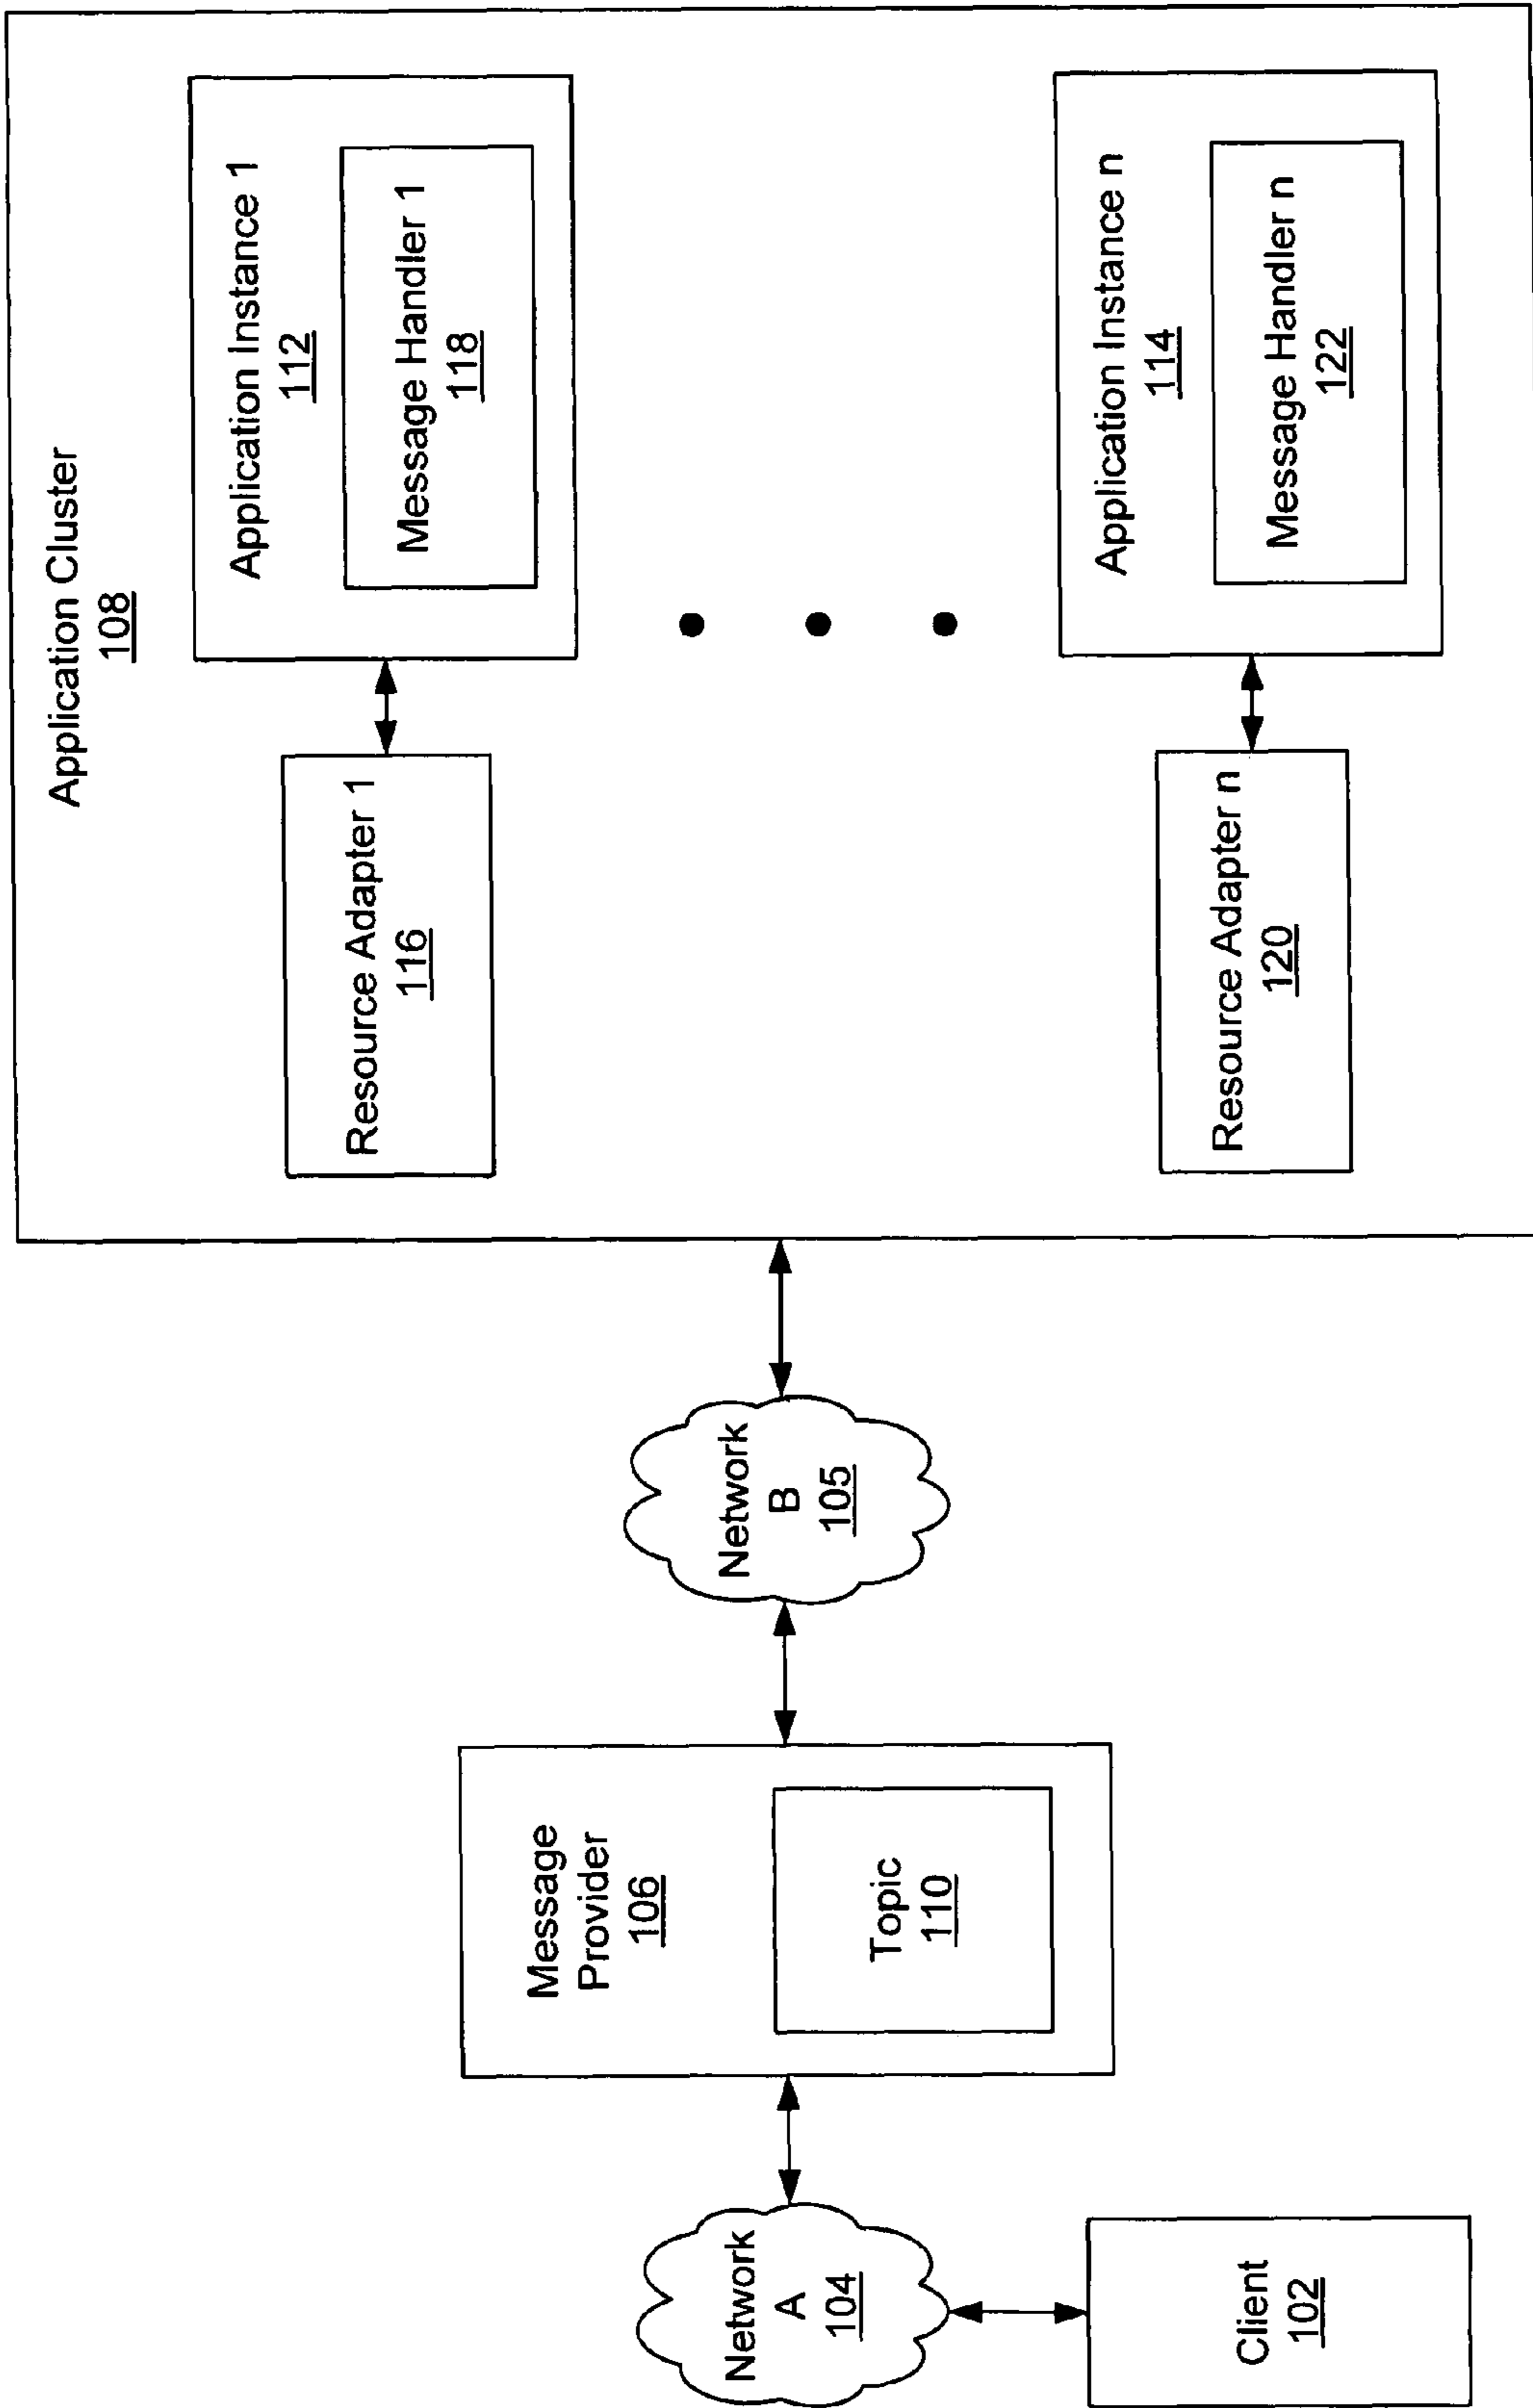 Application Cluster
108
Application Instance 1
112
Message Handler 1
118
Resource Adapter 1
116
Application Instance n
114
Message Handler n
122
Resource Adapter n
120
Network
B
105
Message
Provider
106
Topic
110
Network
A
104
Client
102